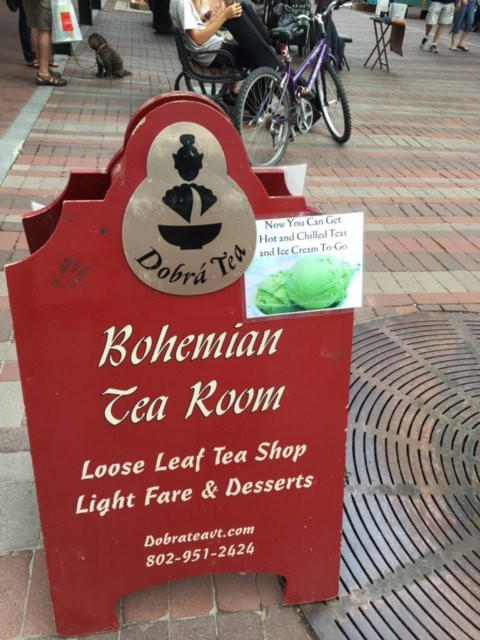 Dobrá Tea
Now You Can Get
Hot and Chilled Teas
and Ice Cream To-Go
Bohemian
Tea Room
Loose Leaf Tea Shop
Light Fare & Desserts
Dobrateavt.com
802-951-2424